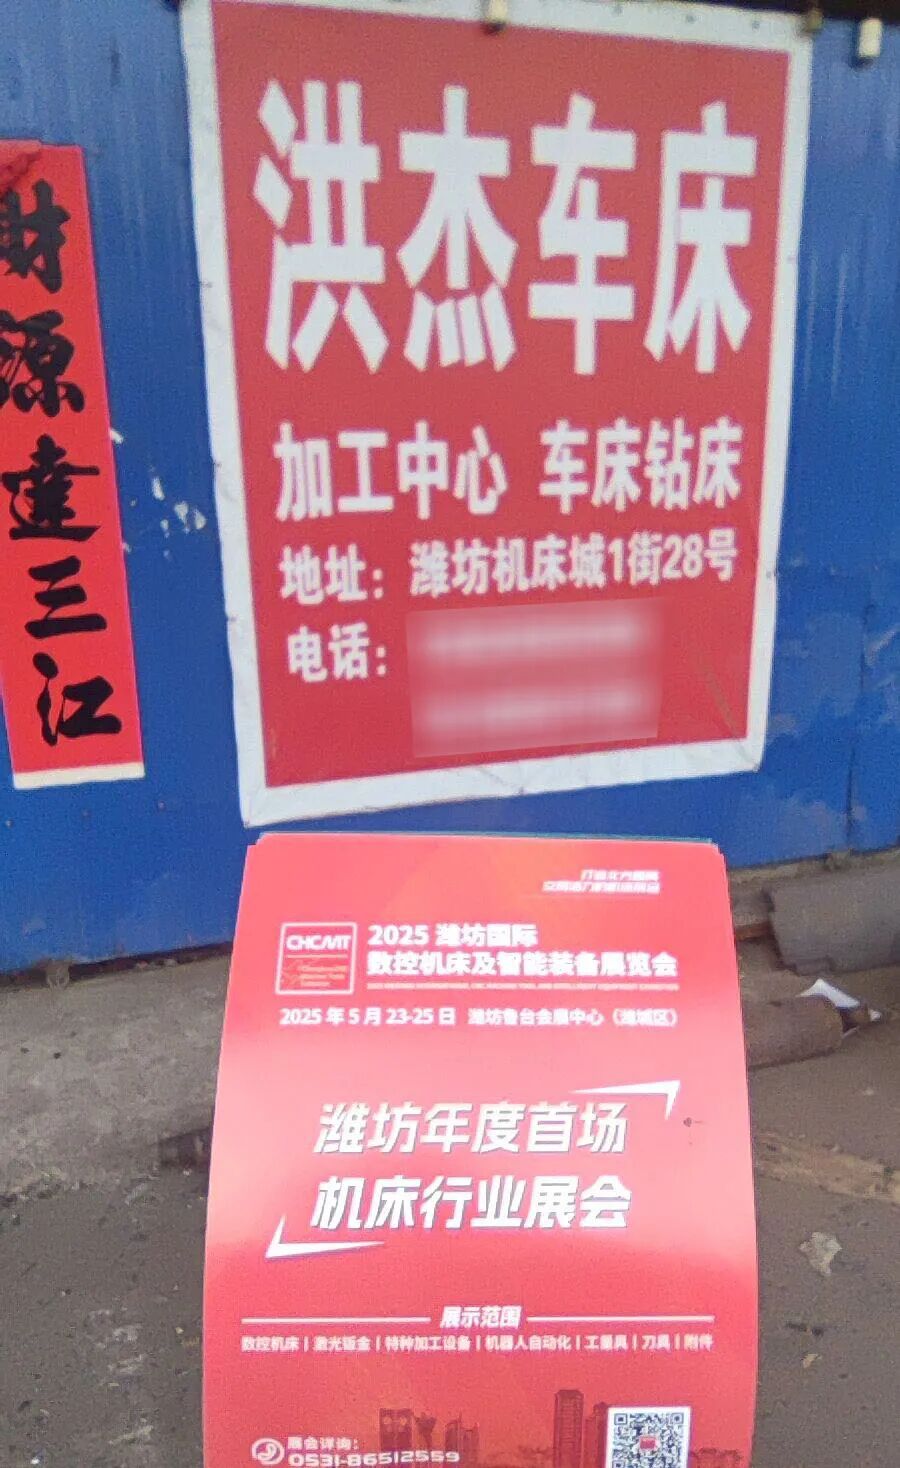 财源达三江
洪杰车床
加工中心 车床钻床
地址：潍坊机床城1街28号
电话：
CHCMT
2025 潍坊国际
数控机床及智能装备展览会
2025 年 5 月 23-25 日 潍坊鲁台会展中心（潍城区）
潍坊年度首场
机床行业展会
展示范围
数控机床 | 激光钣金 | 特种加工设备 | 机器人自动化 | 工量具 | 刀具 | 附件
展会详询：
0531-86512559